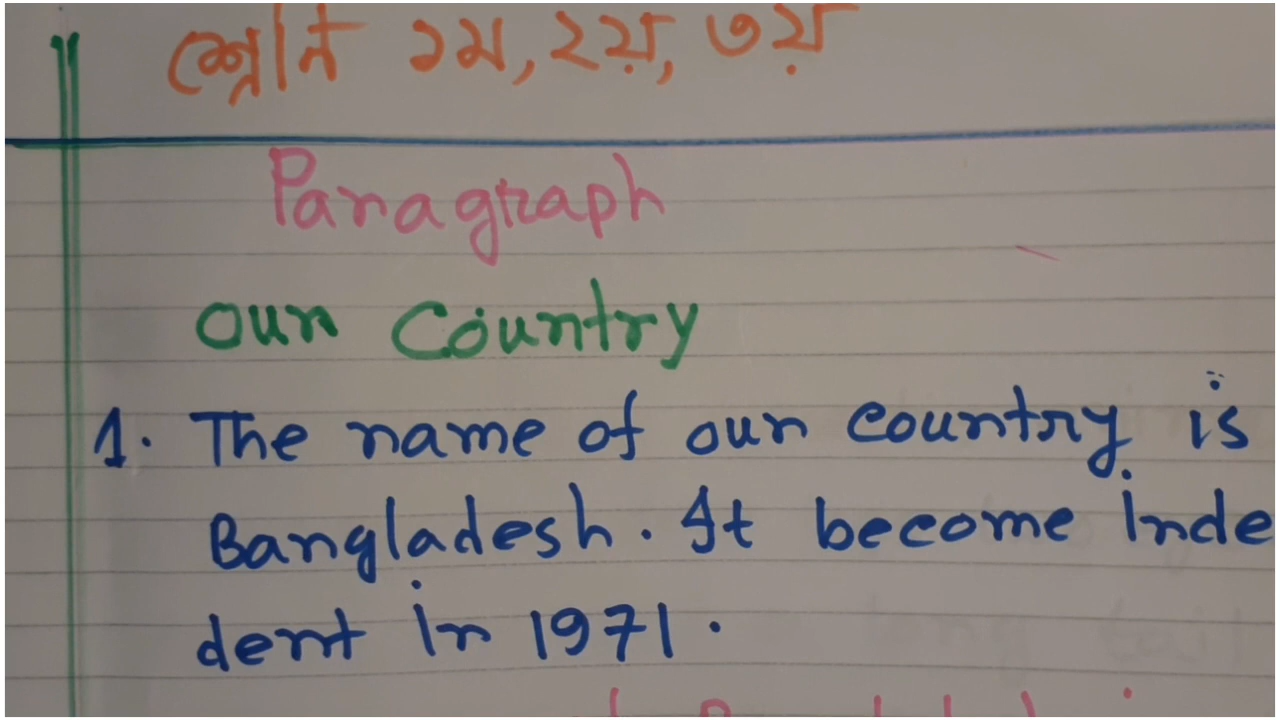 শ্রেণি ১ম, ২য়, ৩য়
Paragraph
Our Country
1. The name of our country is
Bangladesh. It become Inde
dent in 1971.